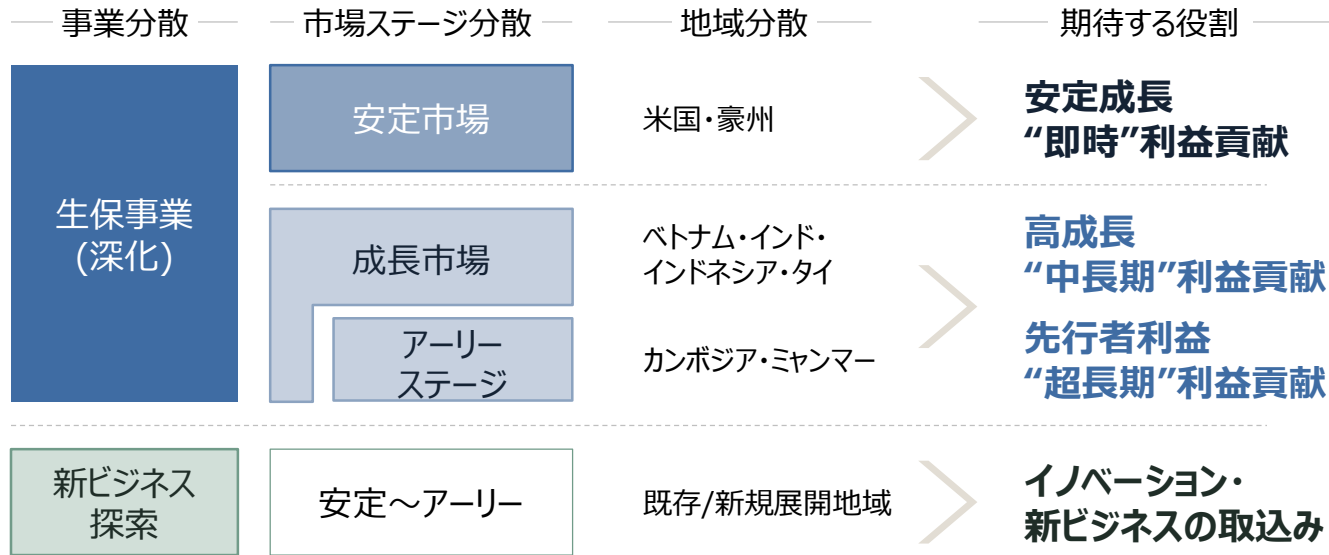 事業分散
市場ステージ分散
地域分散
期待する役割
生保事業
(深化)
安定市場
米国・豪州
安定成長
“即時”利益貢献
成長市場
ベトナム・インド・
インドネシア・タイ
高成長
“中長期”利益貢献
アーリー
ステージ
カンボジア・ミャンマー
先行者利益
“超長期”利益貢献
新ビジネス
探索
安定～アーリー
既存/新規展開地域
イノベーション・
新ビジネスの取込み